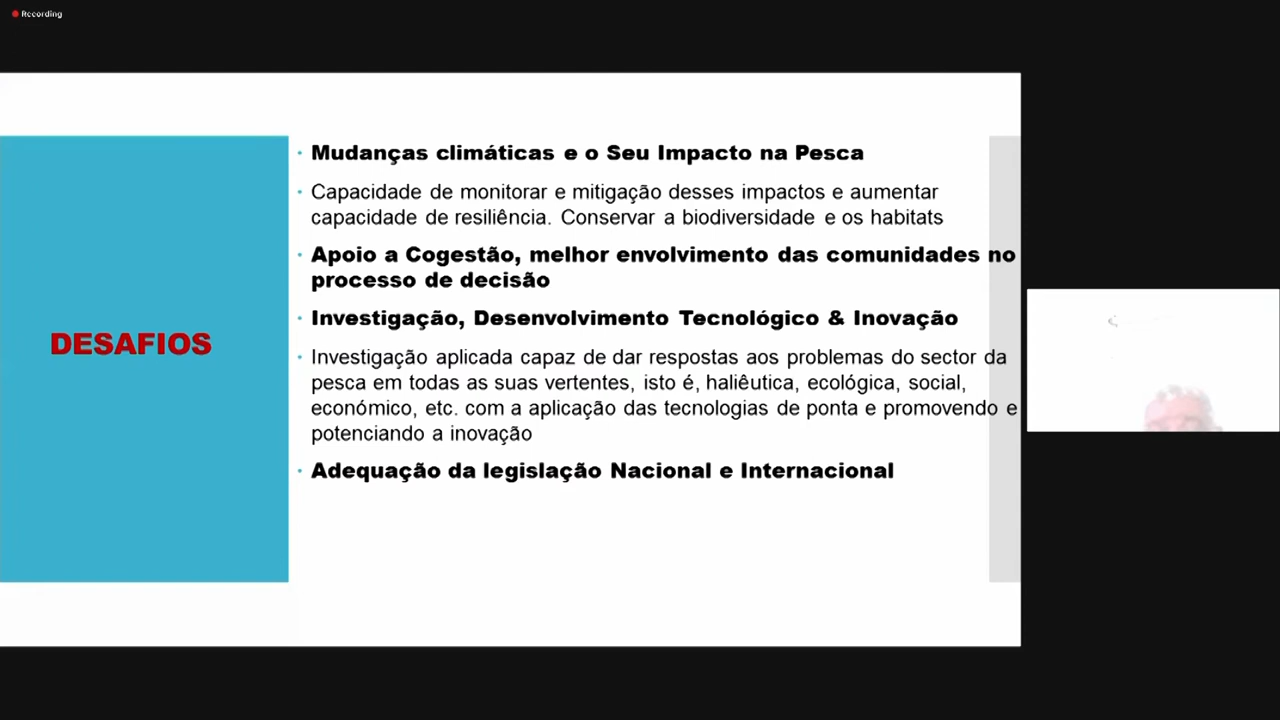 Recording
Mudanças climáticas e o Seu Impacto na Pesca
Capacidade de monitorar e mitigação desses impactos e aumentar
capacidade de resiliência. Conservar a biodiversidade e os habitats
Apoio a Cogestão, melhor envolvimento das comunidades no
processo de decisão
Investigação, Desenvolvimento Tecnológico & Inovação
DESAFIOS
Investigação aplicada capaz de dar respostas aos problemas do sector da
pesca em todas as suas vertentes, isto é, haliêutica, ecológica, social,
económico, etc. com a aplicação das tecnologias de ponta e promovendo e
potenciando a inovação
Adequação da legislação Nacional e Internacional